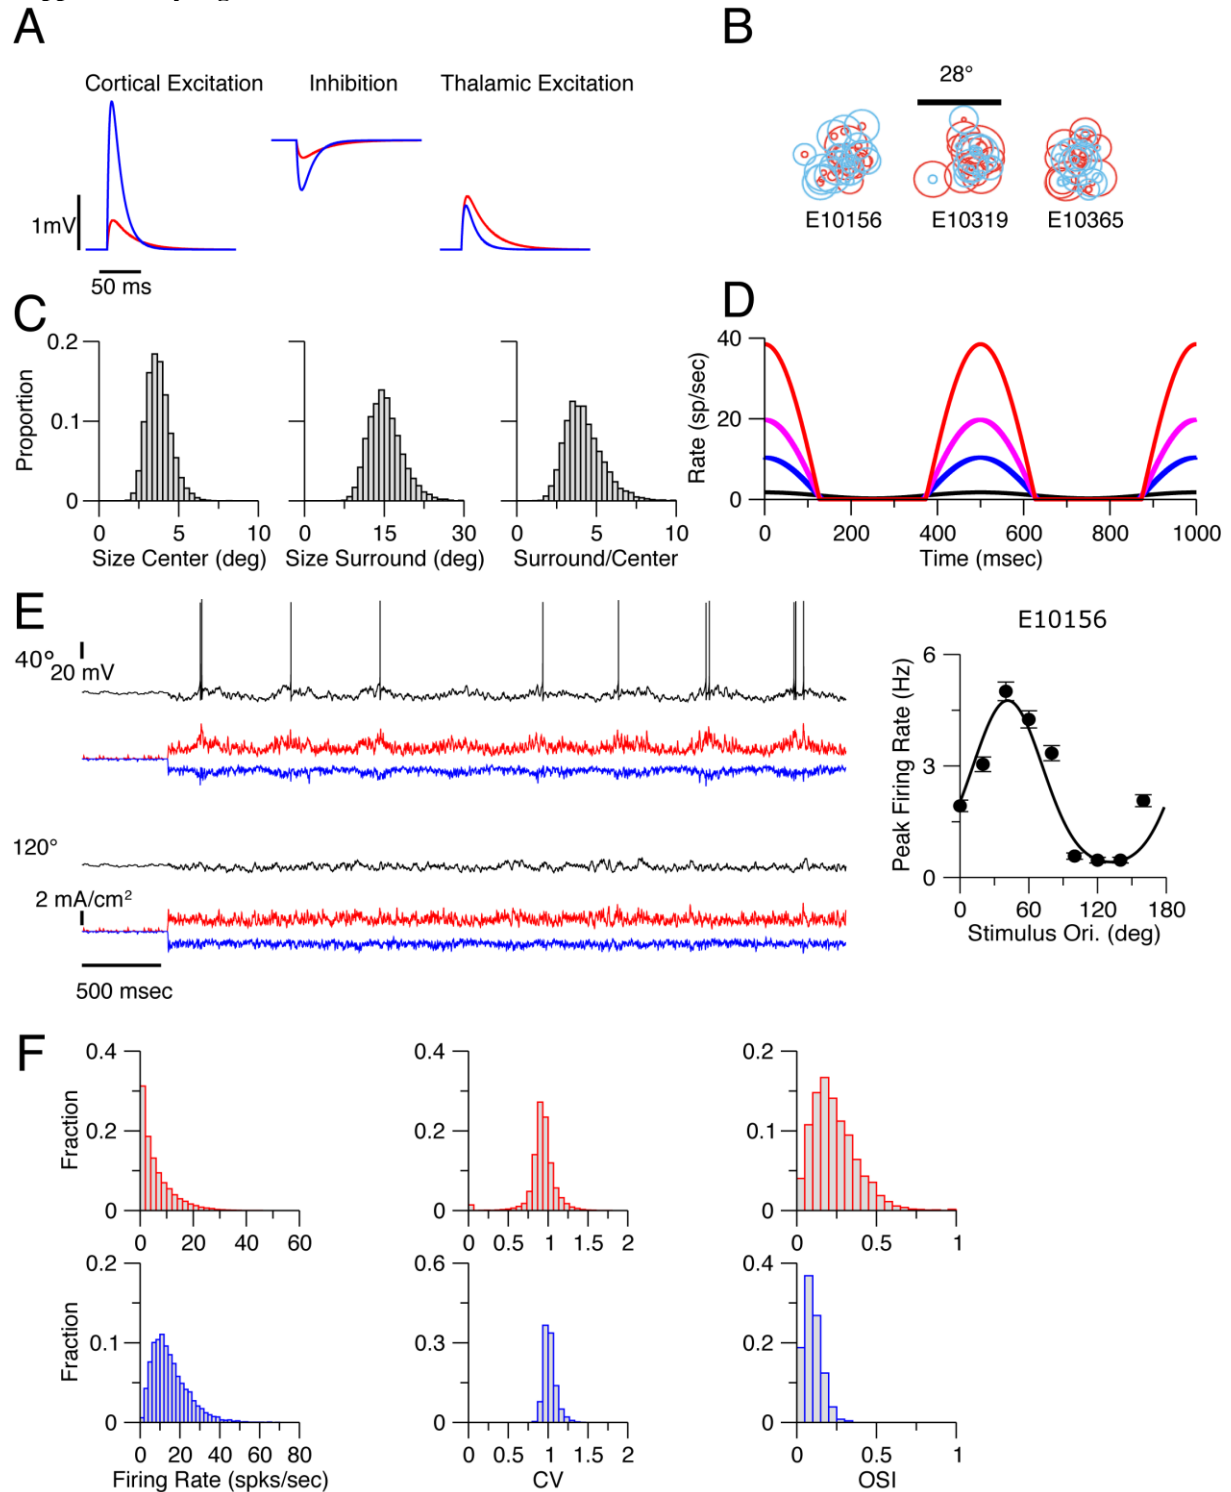 A
B
Cortical Excitation Inhibition Thalamic Excitation
28°
1mV
50 ms
E10156 E10319 E10365
C
D
0.2
0.1
0
Proportion
0 5 10
Size Center (deg)
0 15 30
Size Surround (deg)
0 5 10
Surround/Center
40
20
0
Rate (sp/sec)
0 200 400 600 800 1000
Time (msec)
E
40°
20 mV
120°
2 mA/cm²
500 msec
E10156
6
3
0
Peak Firing Rate (Hz)
0 60 120 180
Stimulus Ori. (deg)
F
0.4
0.2
0
Fraction
0 20 40 60
0.4
0.2
0
0 0.5 1 1.5 2
0.2
0.1
0
0 0.5 1
0.2
0.1
0
Fraction
0 20 40 60 80
Firing Rate (spks/sec)
0.6
0.3
0
0 0.5 1 1.5 2
CV
0.4
0.2
0
0 0.5 1
OSI